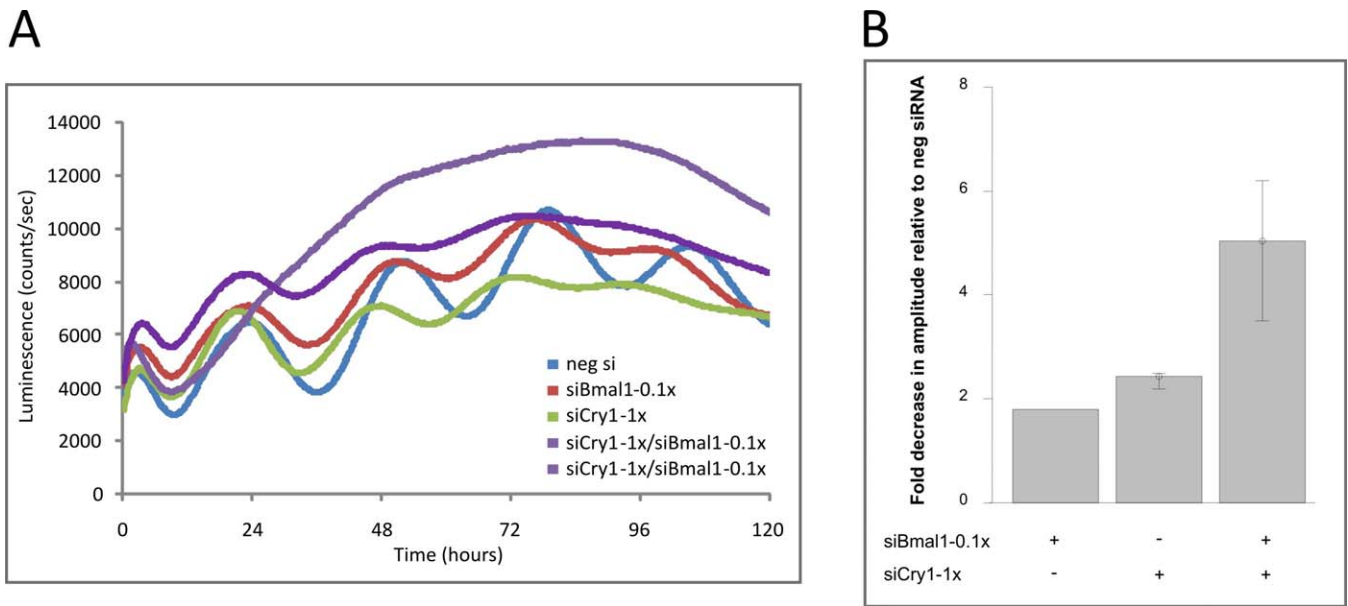 A
Luminescence (counts/sec)
14000
12000
10000
8000
6000
4000
2000
0
neg si
siBmal1-0.1x
siCry1-1x
siCry1-1x/siBmal1-0.1x
siCry1-1x/siBmal1-0.1x
0 24 48 72 96 120
Time (hours)
B
Fold decrease in amplitude relative to neg siRNA
8
6
4
2
0
siBmal1-0.1x + - +
siCry1-1x - + +